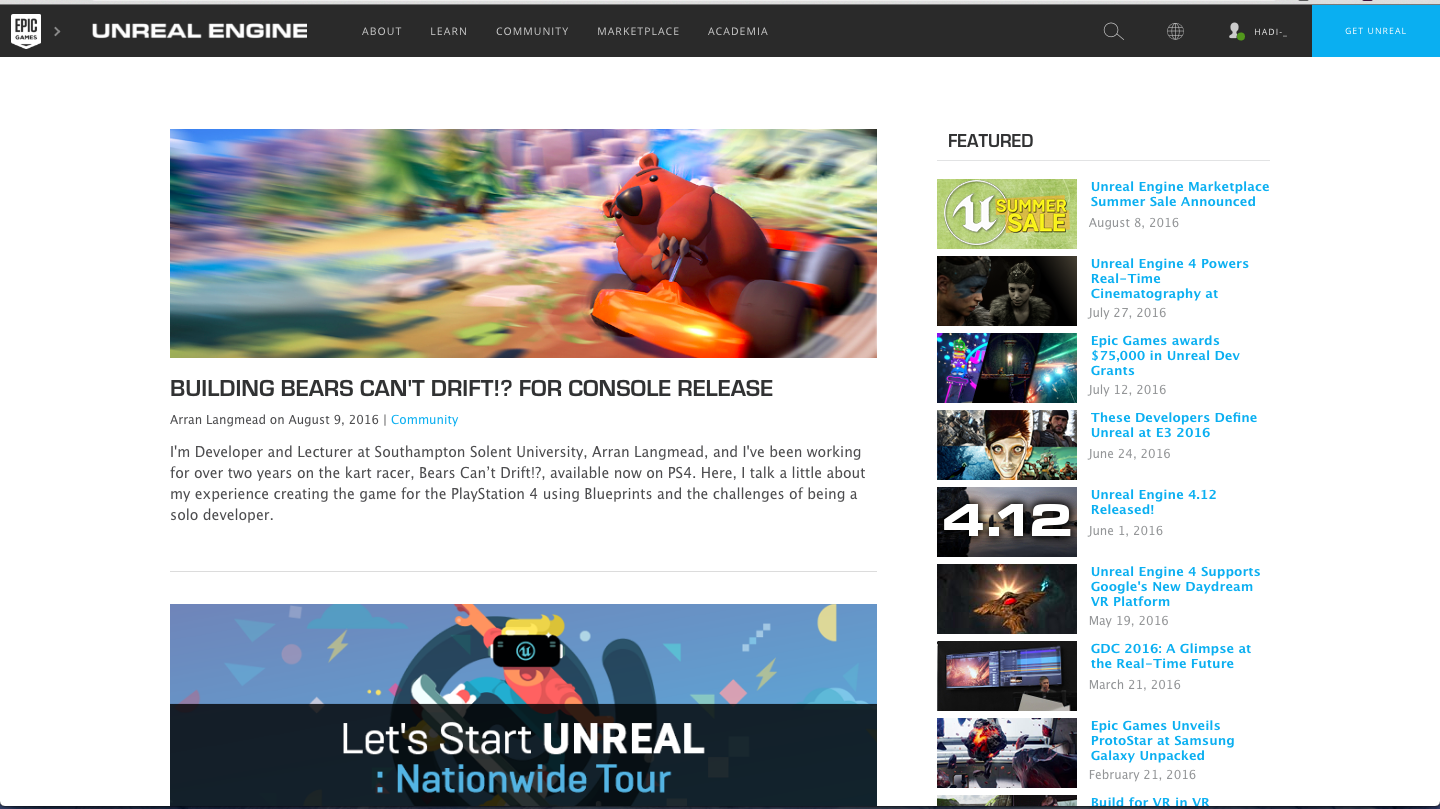 EPIC
GAMES
UNREAL ENGINE
ABOUT
LEARN
COMMUNITY
MARKETPLACE
ACADEMIA
HADI-_
GET UNREAL
BUILDING BEARS CAN'T DRIFT!? FOR CONSOLE RELEASE
Arran Langmead on August 9, 2016 | Community
I'm Developer and Lecturer at Southampton Solent University, Arran Langmead, and I've been working
for over two years on the kart racer, Bears Can’t Drift!?, available now on PS4. Here, I talk a little about
my experience creating the game for the PlayStation 4 using Blueprints and the challenges of being a
solo developer.
Let's Start UNREAL
: Nationwide Tour
FEATURED
SUMMER
SALE
Unreal Engine Marketplace
Summer Sale Announced
August 8, 2016
Unreal Engine 4 Powers
Real-Time
Cinematography at
July 27, 2016
Epic Games awards
$75,000 in Unreal Dev
Grants
July 12, 2016
These Developers Define
Unreal at E3 2016
June 24, 2016
4.12
Unreal Engine 4.12
Released!
June 1, 2016
Unreal Engine 4 Supports
Google's New Daydream
VR Platform
May 19, 2016
GDC 2016: A Glimpse at
the Real-Time Future
March 21, 2016
Epic Games Unveils
ProtoStar at Samsung
Galaxy Unpacked
February 21, 2016
Build for VR in VR